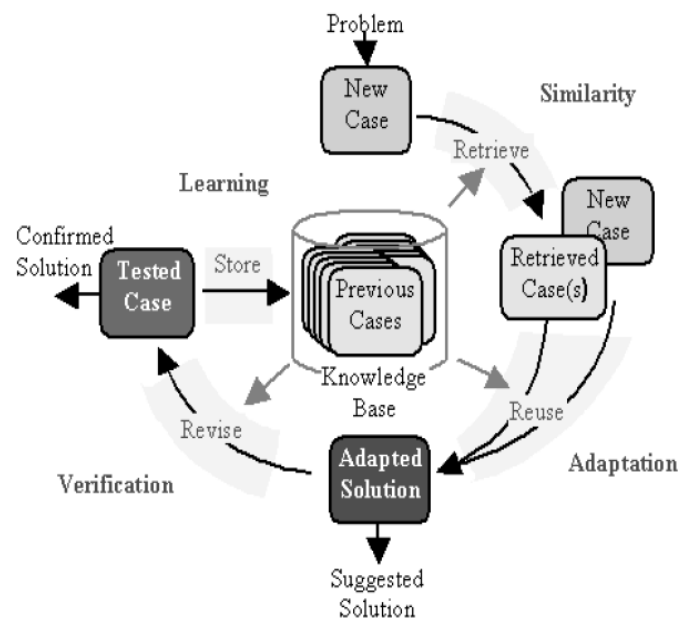 Problem
New
Case
Similarity
Retrieve
Learning
New
Case
Confirmed
Solution
Tested
Case
Store
Previous
Cases
Retrieved
Case(s)
Knowledge
Base
Reuse
Revise
Adapted
Solution
Adaptation
Verification
Suggested
Solution